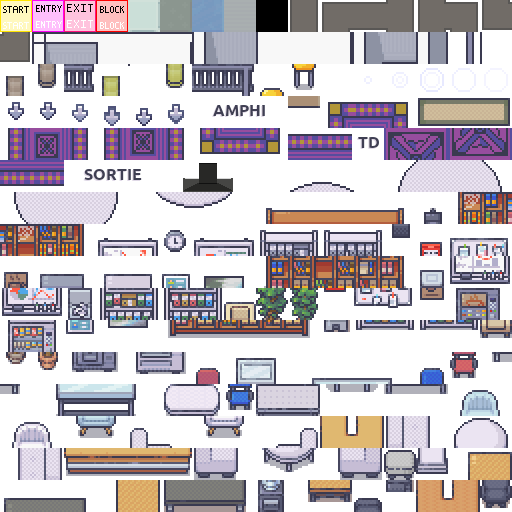 START ENTRY EXIT BLOCK
START ENTRY EXIT BLOCK
AMPHI
TD
SORTIE